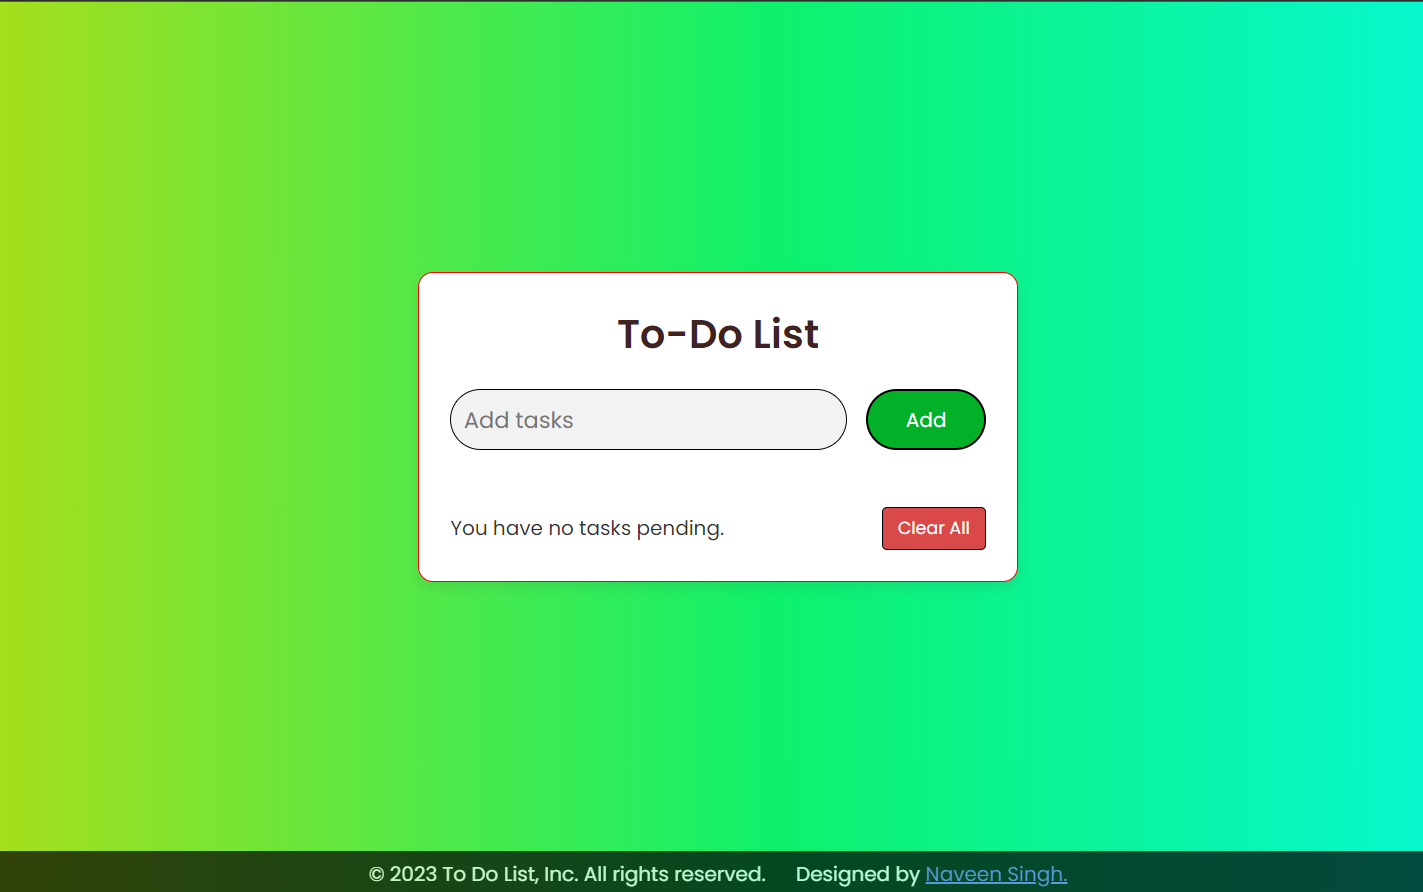 To-Do List
Add tasks
Add
You have no tasks pending.
Clear All
© 2023 To Do List, Inc. All rights reserved. Designed by Naveen Singh.